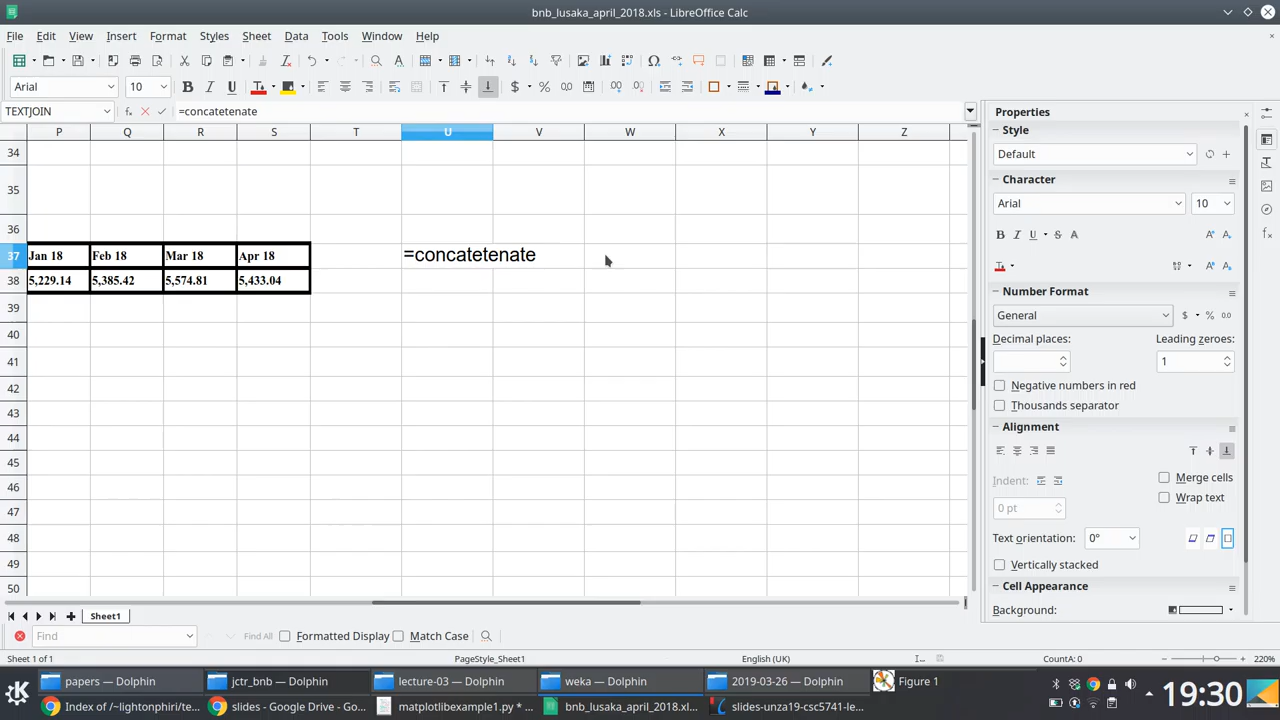 bnb_lusaka_april_2018.xls - LibreOffice Calc
File Edit View Insert Format Styles Sheet Data Tools Window Help
Arial 10
TEXTJOIN =concatetenate
P Q R S T U V W X Y Z
34
35
36
37 Jan 18 Feb 18 Mar 18 Apr 18 =concatetenate
38 5,229.14 5,385.42 5,574.81 5,433.04
39
40
41
42
43
44
45
46
47
48
49
50
Properties
Style
Default
Character
Arial 10
Number Format
General
Decimal places: Leading zeroes:
1
Negative numbers in red
Thousands separator
Alignment
Indent: Merge cells
0 pt Wrap text
Text orientation: 0°
Vertically stacked
Cell Appearance
Background:
Sheet1
Find Find All Formatted Display Match Case
Sheet 1 of 1 PageStyle_Sheet1 English (UK) CountA: 0 220%
papers — Dolphin jctr_bnb — Dolphin lecture-03 — Dolphin weka — Dolphin 2019-03-26 — Dolphin Figure 1
Index of /~lightonphiri/te... slides - Google Drive - Go... matplotlibexample1.py * ... bnb_lusaka_april_2018.xl... slides-unza19-csc5741-le...
19:30